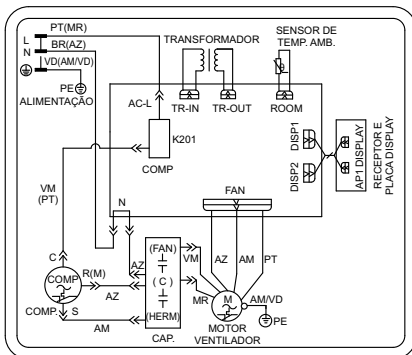 PT(MR)
L
BR(AZ)
N
VD(AM/VD)
PE
ALIMENTAÇÃO
TRANSFORMADOR
SENSOR DE
TEMP. AMB.
AC-L
TR-IN
TR-OUT
ROOM
K201
COMP
DISP1
DISP2
AP1 DISPLAY
RECEPTOR E
PLACA DISPLAY
VM
(PT)
FAN
N
C
COMP
R(M)
AZ
COMP.
S
AM
AZ
(FAN)
( C )
(HERM)
CAP.
VM
MR
AZ
AM
PT
M
AM/VD
PE
MOTOR
VENTILADOR